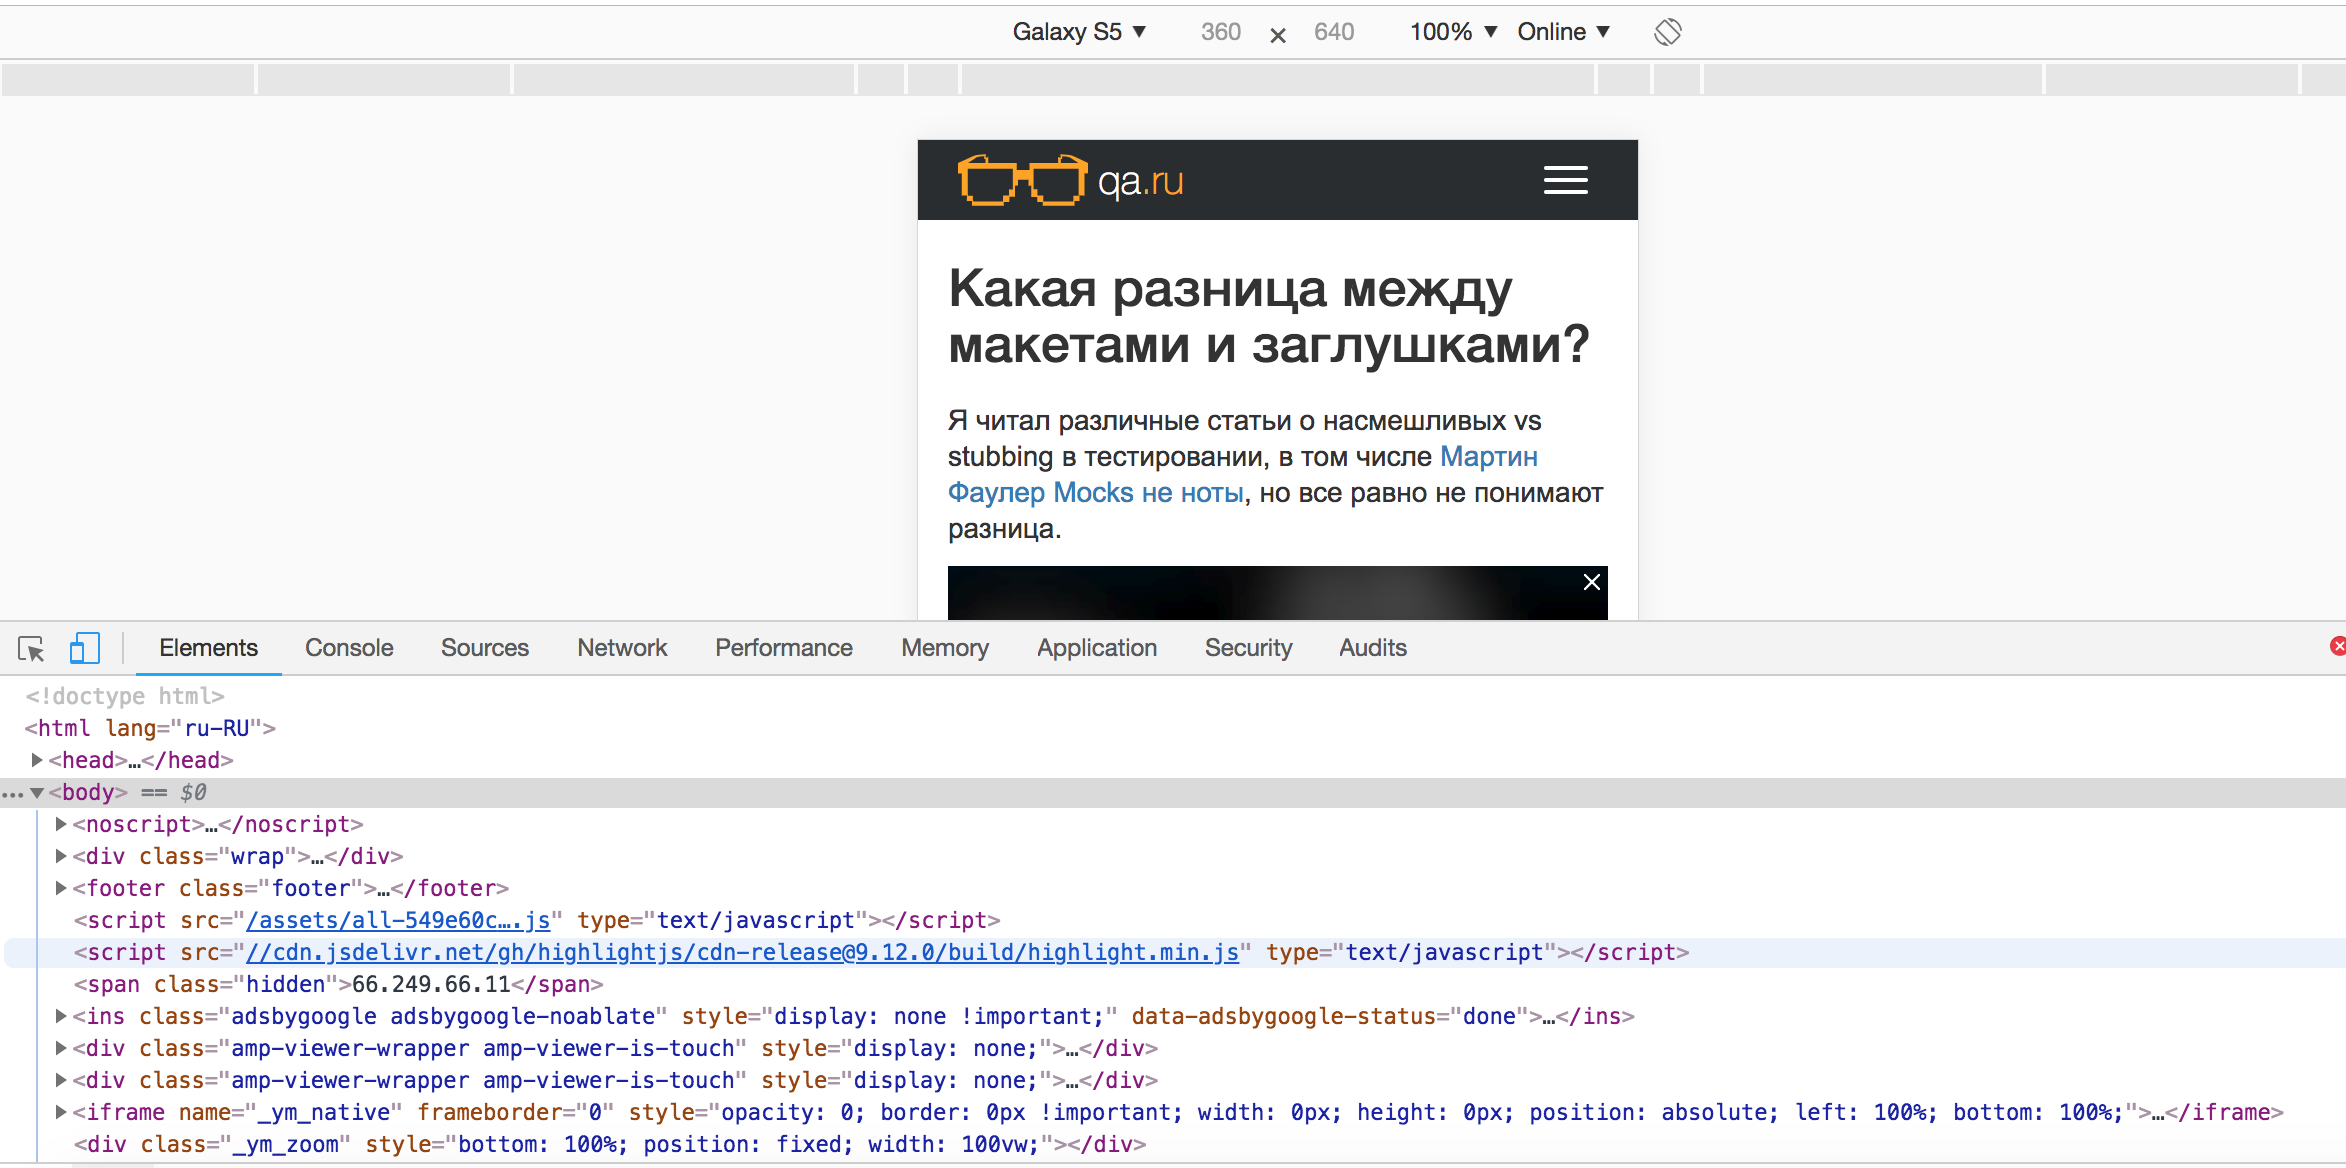 Galaxy S5 ▼ 360 × 640 100% ▼ Online ▼
qa.ru
Какая разница между
макетами и заглушками?
Я читал различные статьи о насмешливых vs
stubbing в тестировании, в том числе Мартин
Фаулер Mocks не ноты, но все равно не понимают
разница.
Elements Console Sources Network Performance Memory Application Security Audits
<!doctype html>
<html lang="ru-RU">
▶<head>…</head>
…▼<body> == $0
▶<noscript>…</noscript>
▶<div class="wrap">…</div>
▶<footer class="footer">…</footer>
<script src="/assets/all-549e60c….js" type="text/javascript"></script>
<script src="//cdn.jsdelivr.net/gh/highlightjs/cdn-release@9.12.0/build/highlight.min.js" type="text/javascript"></script>
<span class="hidden">66.249.66.11</span>
▶<ins class="adsbygoogle adsbygoogle-noablate" style="display: none !important;" data-adsbygoogle-status="done">…</ins>
▶<div class="amp-viewer-wrapper amp-viewer-is-touch" style="display: none;">…</div>
▶<div class="amp-viewer-wrapper amp-viewer-is-touch" style="display: none;">…</div>
▶<iframe name="_ym_native" frameborder="0" style="opacity: 0; border: 0px !important; width: 0px; height: 0px; position: absolute; left: 100%; bottom: 100%;">…</iframe>
<div class="_ym_zoom" style="bottom: 100%; position: fixed; width: 100vw;"></div>